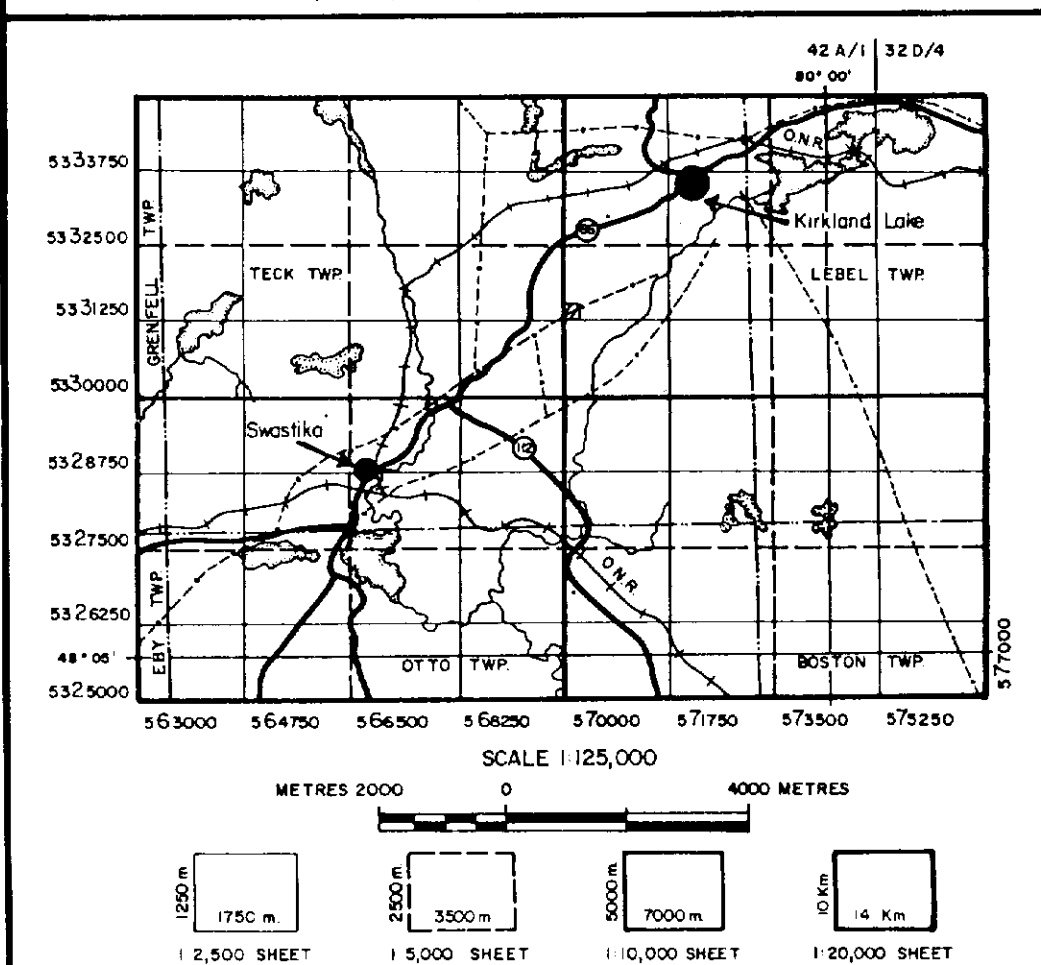 42 A/1 32 D/4
80° 00'
O.N.R.
5333750
Kirkland Lake
GRENFELL TWP.
66
5332500
TECK TWP.
LEBEL TWP.
5331250
5330000
Swastika
112
5328750
5327500
O.N.R.
5326250
EBY TWP.
48° 05'
OTTO TWP.
BOSTON TWP.
5325000
577000
563000 564750 566500 568250 570000 571750 573500 575250
SCALE 1:125,000
METRES 2000 0 4000 METRES
1250 m
1750 m.
2500 m.
3500 m
5000 m.
7000 m.
10 Km
14 Km
1:2,500 SHEET 1:5,000 SHEET 1:10,000 SHEET 1:20,000 SHEET